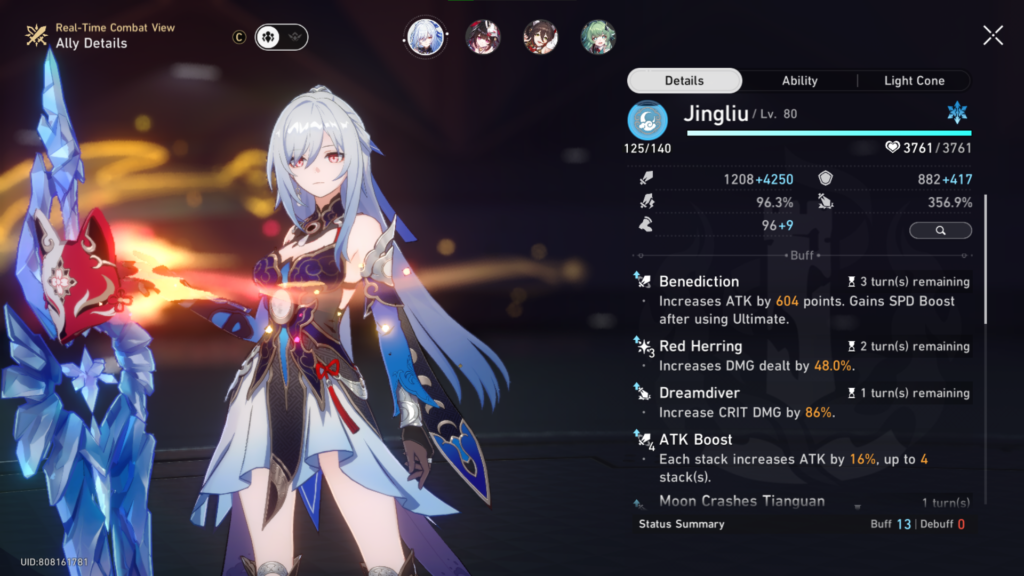 Real-Time Combat View
Ally Details
C
Details
Ability
Light Cone
Jingliu / Lv. 80
125/140
3761/3761
1208+4250
882+417
96.3%
356.9%
96+9
Buff
Benediction
3 turn(s) remaining
Increases ATK by 604 points. Gains SPD Boost
after using Ultimate.
Red Herring
2 turn(s) remaining
3
Increases DMG dealt by 48.0%.
Dreamdiver
1 turn(s) remaining
Increase CRIT DMG by 86%.
ATK Boost
4
Each stack increases ATK by 16%, up to 4
stack(s).
Moon Crashes Tianguan
1 turn(s)
Status Summary
Buff 13 | Debuff 0
UID:808161781